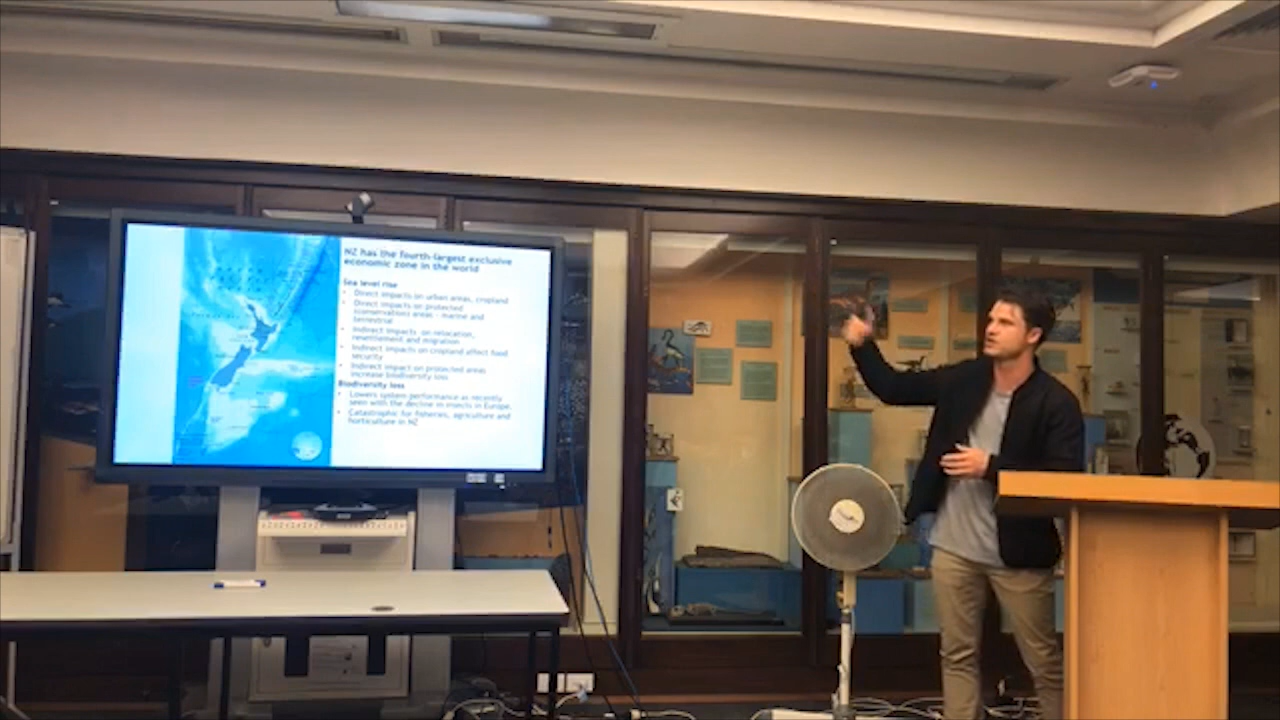 NZ has the fourth-largest exclusive
economic zone in the world
Sea level rise
• Direct impacts on urban areas, cropland
• Direct impacts on protected
(conservations areas - marine and
terrestrial
• Indirect impacts on relocation,
resettlement and migration
• Indirect impacts on cropland affect food
security
• Indirect impact on protected areas
increase biodiversity loss
Biodiversity loss
• Lowers system performance as recently
seen with the decline in insects in Europe.
• Catastrophic for fisheries, agriculture and
horticulture in NZ